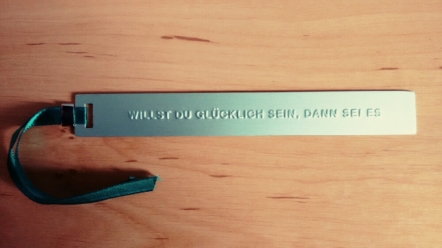 WILLST DU GLÜCKLICH SEIN, DANN SEI ES